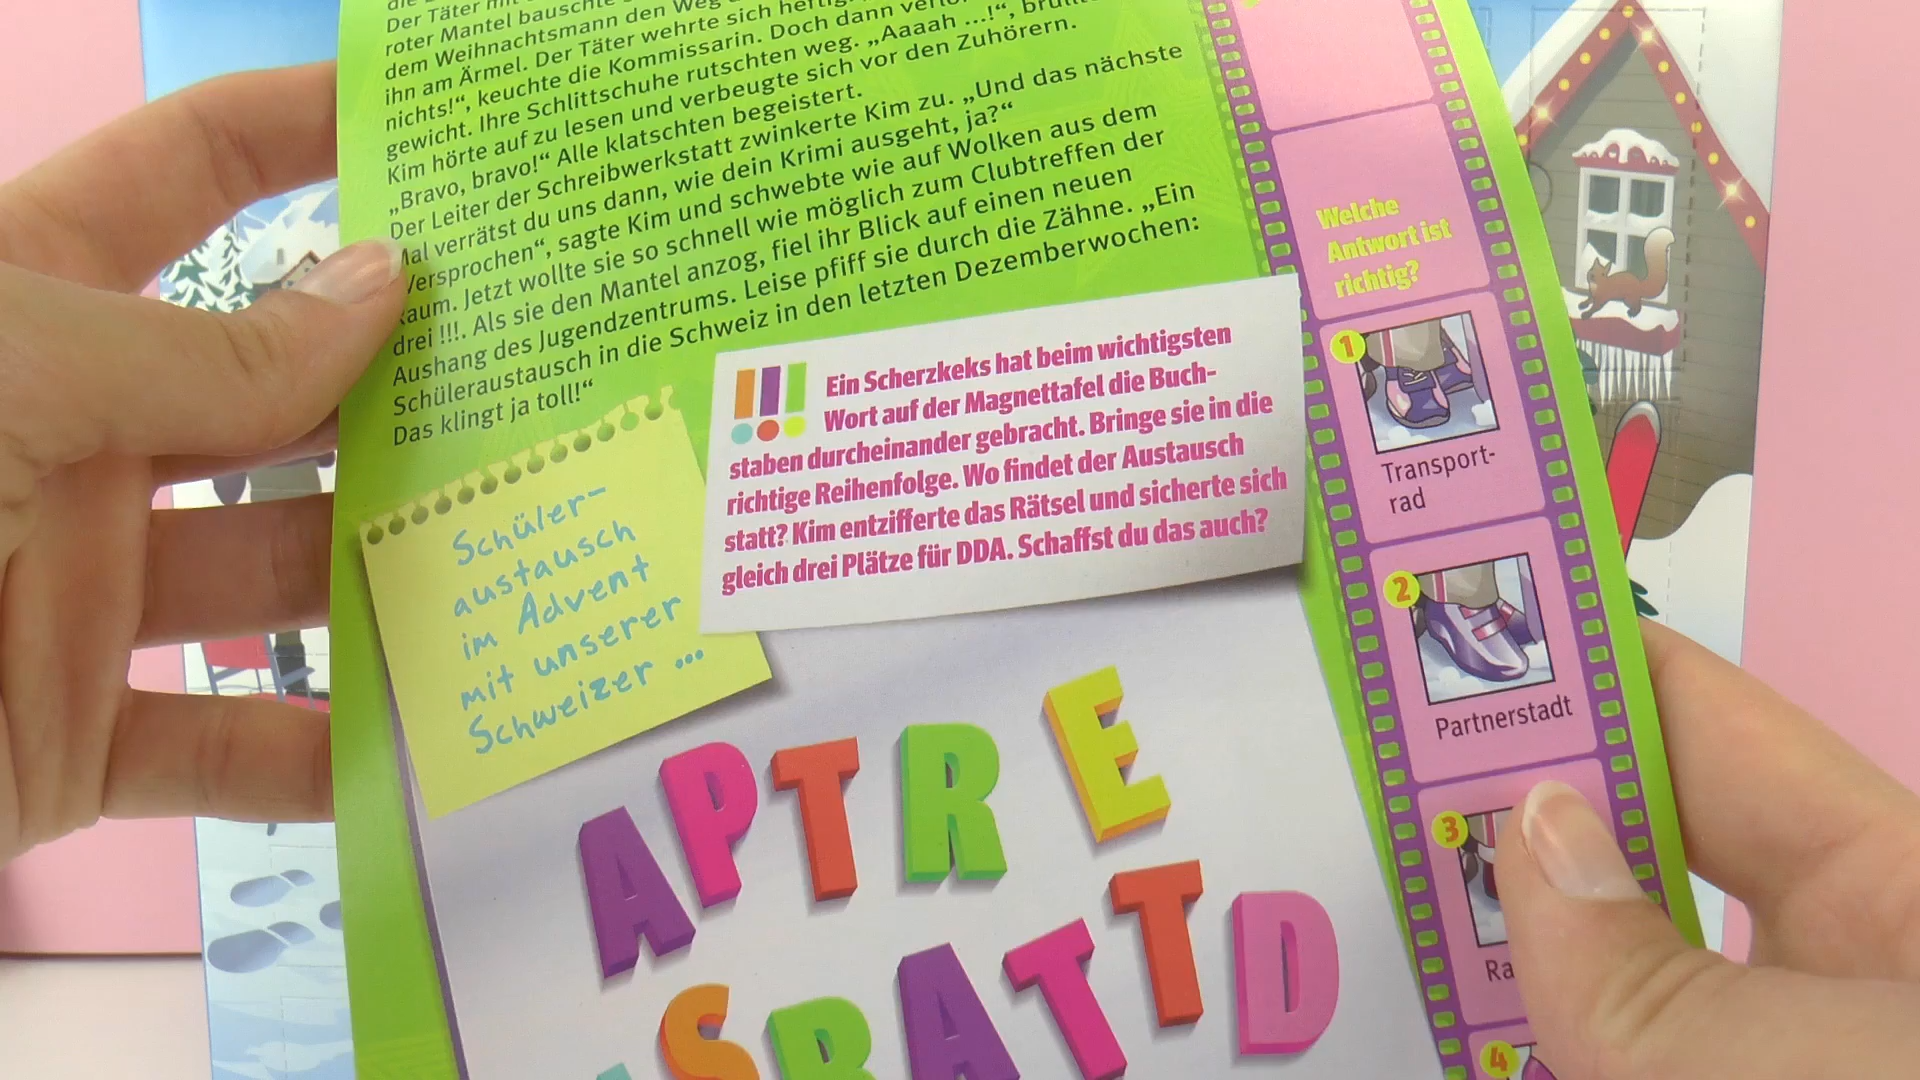 Der Täter mit
roter Mantel bauschte
dem Weihnachtsmann den Weg
ihn am Ärmel. Der Täter wehrte sich heftig.
nichts!“, keuchte die Kommissarin. Doch dann verlor
gewicht. Ihre Schlittschuhe rutschten weg. „Aaaah ...!“, brüllte
Kim hörte auf zu lesen und verbeugte sich vor den Zuhörern.
„Bravo, bravo!“ Alle klatschten begeistert.
Der Leiter der Schreibwerkstatt zwinkerte Kim zu. „Und das nächste
Mal verrätst du uns dann, wie dein Krimi ausgeht, ja?“
Versprochen“, sagte Kim und schwebte wie auf Wolken aus dem
aum. Jetzt wollte sie so schnell wie möglich zum Clubtreffen der
drei !!!. Als sie den Mantel anzog, fiel ihr Blick auf einen neuen
Aushang des Jugendzentrums. Leise pfiff sie durch die Zähne. „Ein
Schüleraustausch in die Schweiz in den letzten Dezemberwochen:
Das klingt ja toll!“
!!! Ein Scherzkeks hat beim wichtigsten
Wort auf der Magnettafel die Buch-
staben durcheinander gebracht. Bringe sie in die
richtige Reihenfolge. Wo findet der Austausch
statt? Kim entzifferte das Rätsel und sicherte sich
gleich drei Plätze für DDA. Schaffst du das auch?
Schüler-
austausch
im Advent
mit unserer
Schweizer ...
APTRE
SRATTD
Welche
Antwort ist
richtig?
1
Transport-
rad
2
Partnerstadt
3
Ra
4